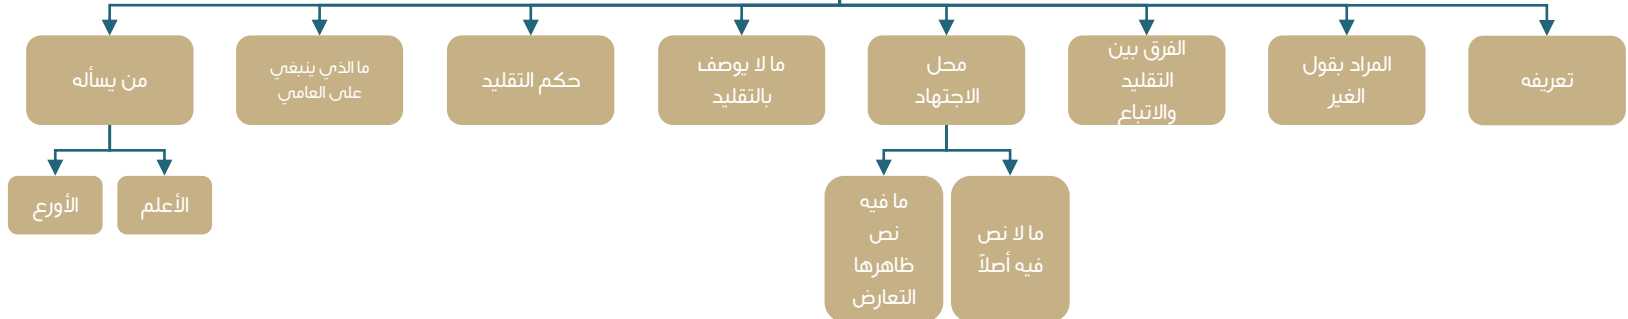 تعريفه
المراد بقول
الغير
الفرق بين
التقليد
والاتباع
محل
الاجتهاد
ما لا يوصف
بالتقليد
حكم التقليد
ما الذي ينبغي
على العامي
من يسأله
ما لا نص
فيه أصلاً
ما فيه
نص
ظاهرها
التعارض
الأعلم
الأورع